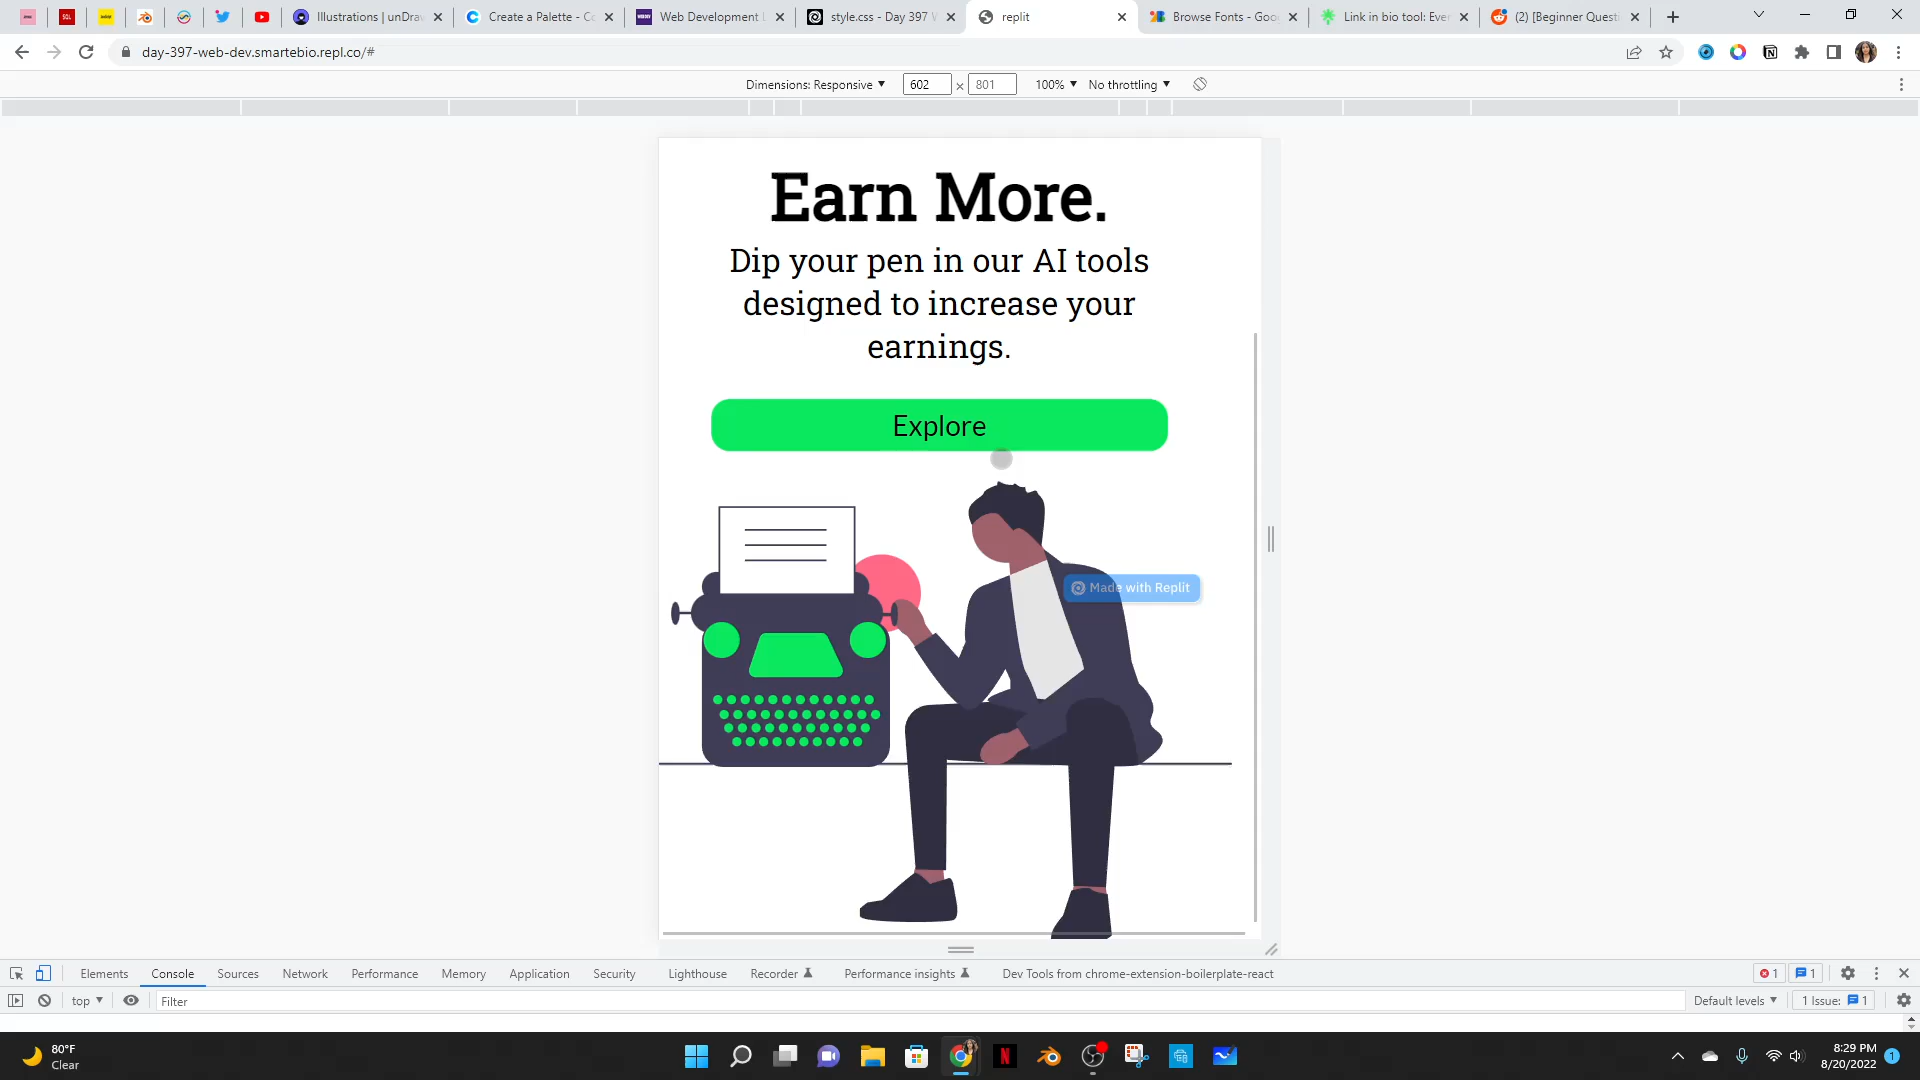 Illustrations | unDra
Create a Palette - Co
Web Development
style.css - Day 397 W
replit
Browse Fonts - Goo
Link in bio tool: Ever
(2) [Beginner Questi
day-397-web-dev.smartebio.repl.co/#
Dimensions: Responsive 602 × 801 100% No throttling
Earn More.
Dip your pen in our AI tools
designed to increase your
earnings.
Explore
Made with Replit
Elements Console Sources Network Performance Memory Application Security Lighthouse Recorder Performance insights Dev Tools from chrome-extension-boilerplate-react 1 1
top Filter Default levels 1 Issue: 1
80°F
Clear
8:29 PM
8/20/2022
1